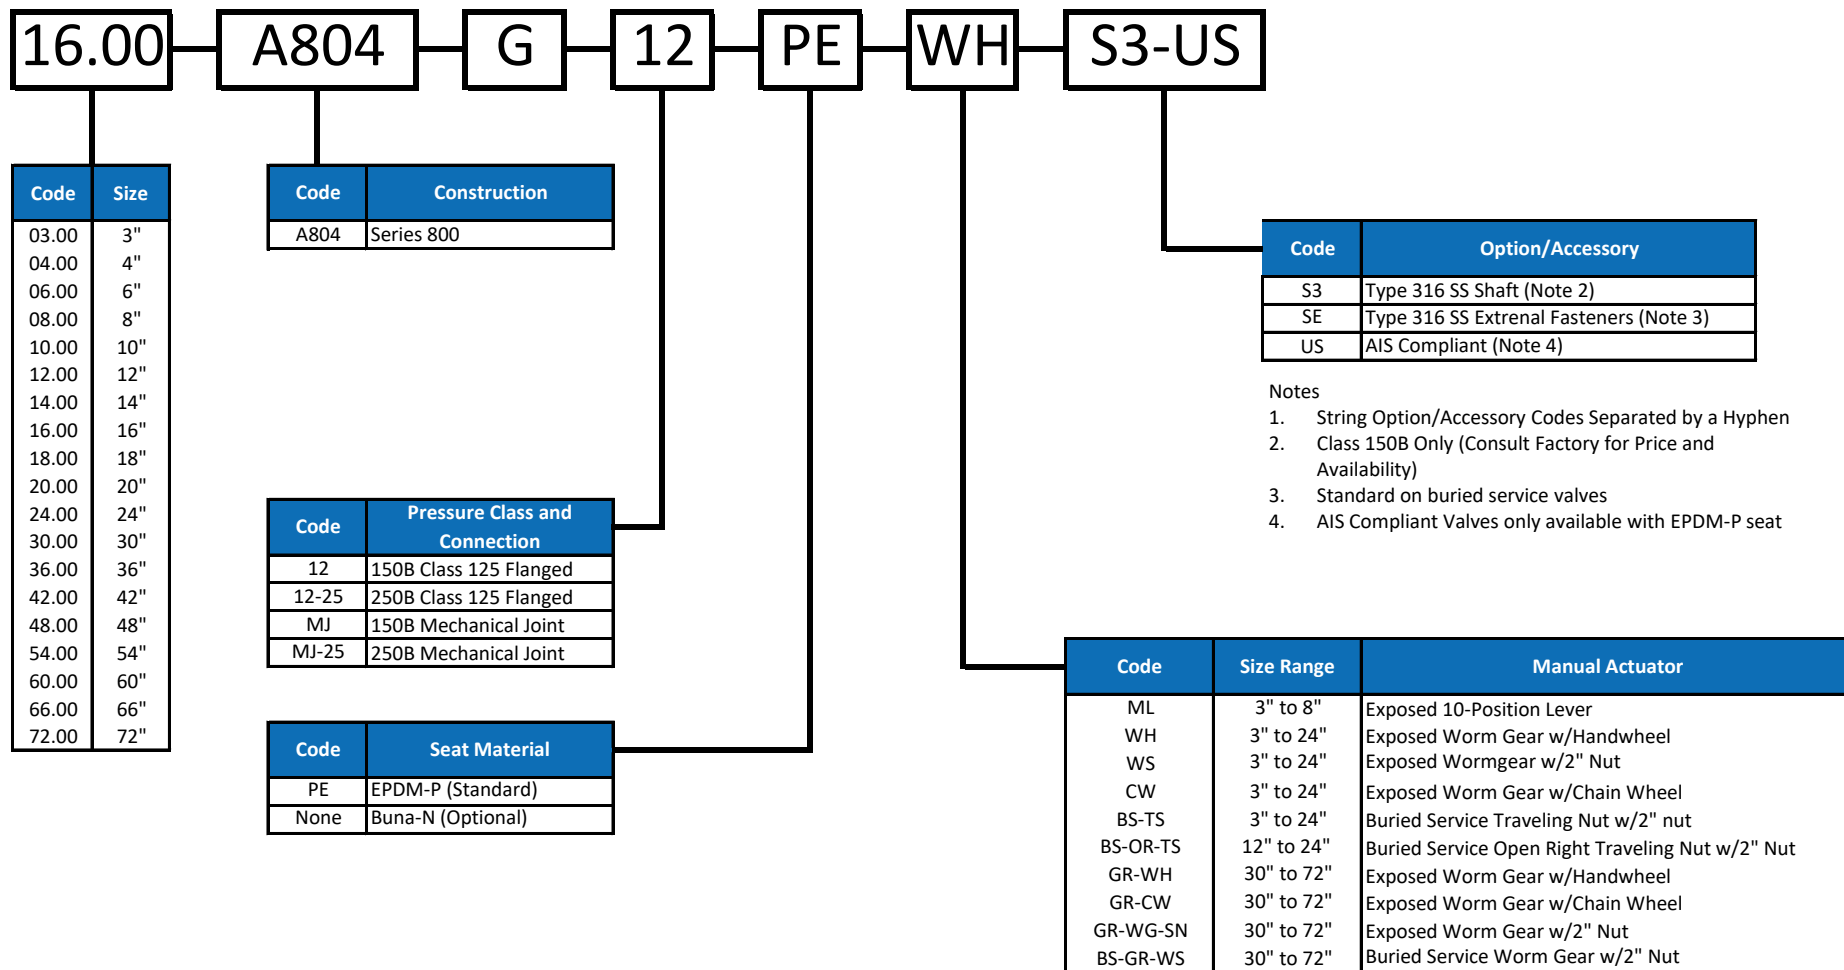 16.00 A804 G 12 PE WH S3-US
Code Size
03.00 3"
04.00 4"
06.00 6"
08.00 8"
10.00 10"
12.00 12"
14.00 14"
16.00 16"
18.00 18"
20.00 20"
24.00 24"
30.00 30"
36.00 36"
42.00 42"
48.00 48"
54.00 54"
60.00 60"
66.00 66"
72.00 72"
Code Construction
A804 Series 800
Code Pressure Class and
Connection
12 150B Class 125 Flanged
12-25 250B Class 125 Flanged
MJ 150B Mechanical Joint
MJ-25 250B Mechanical Joint
Code Seat Material
PE EPDM-P (Standard)
None Buna-N (Optional)
Code Option/Accessory
S3 Type 316 SS Shaft (Note 2)
SE Type 316 SS Extrenal Fasteners (Note 3)
US AIS Compliant (Note 4)
Notes
1. String Option/Accessory Codes Separated by a Hyphen
2. Class 150B Only (Consult Factory for Price and
Availability)
3. Standard on buried service valves
4. AIS Compliant Valves only available with EPDM-P seat
Code Size Range Manual Actuator
ML 3" to 8" Exposed 10-Position Lever
WH 3" to 24" Exposed Worm Gear w/Handwheel
WS 3" to 24" Exposed Wormgear w/2" Nut
CW 3" to 24" Exposed Worm Gear w/Chain Wheel
BS-TS 3" to 24" Buried Service Traveling Nut w/2" nut
BS-OR-TS 12" to 24" Buried Service Open Right Traveling Nut w/2" Nut
GR-WH 30" to 72" Exposed Worm Gear w/Handwheel
GR-CW 30" to 72" Exposed Worm Gear w/Chain Wheel
GR-WG-SN 30" to 72" Exposed Worm Gear w/2" Nut
BS-GR-WS 30" to 72" Buried Service Worm Gear w/2" Nut